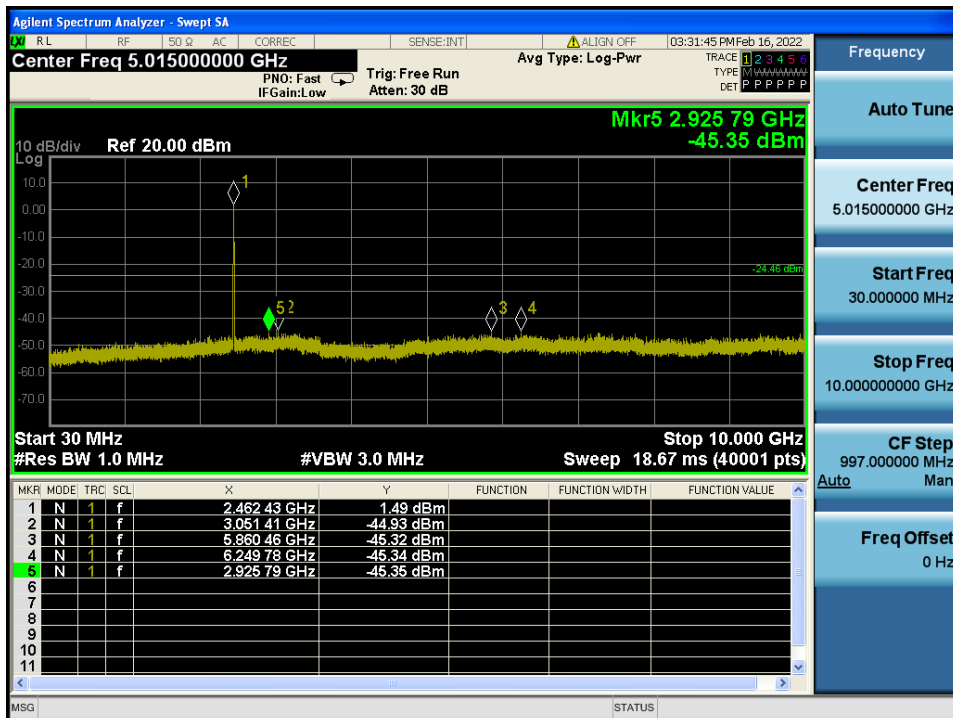 Agilent Spectrum Analyzer - Swept SA
LXI RL RF 50 Ω AC CORREC SENSE:INT ALIGN OFF 03:31:45 PM Feb 16, 2022
Center Freq 5.015000000 GHz
PNO: Fast
IFGain:Low
Trig: Free Run
Atten: 30 dB
Avg Type: Log-Pwr
TRACE 1 2 3 4 5 6
TYPE M W W W W W
DET P P P P P P
Mkr5 2.925 79 GHz
-45.35 dBm
10 dB/div
Log
Ref 20.00 dBm
10.0
0.00
-10.0
-20.0
-30.0
-40.0
-50.0
-60.0
-70.0
1
-24.46 dBm
5
2
3
4
Start 30 MHz
Stop 10.000 GHz
#Res BW 1.0 MHz
#VBW 3.0 MHz
Sweep 18.67 ms (40001 pts)
MKR MODE TRC SCL X Y FUNCTION FUNCTION WIDTH FUNCTION VALUE
1 N 1 f 2.462 43 GHz 1.49 dBm
2 N 1 f 3.051 41 GHz -44.93 dBm
3 N 1 f 5.860 46 GHz -45.32 dBm
4 N 1 f 6.249 78 GHz -45.34 dBm
5 N 1 f 2.925 79 GHz -45.35 dBm
6
7
8
9
10
11
MSG
STATUS
Frequency
Auto Tune
Center Freq
5.015000000 GHz
Start Freq
30.000000 MHz
Stop Freq
10.000000000 GHz
CF Step
997.000000 MHz
Auto Man
Freq Offset
0 Hz